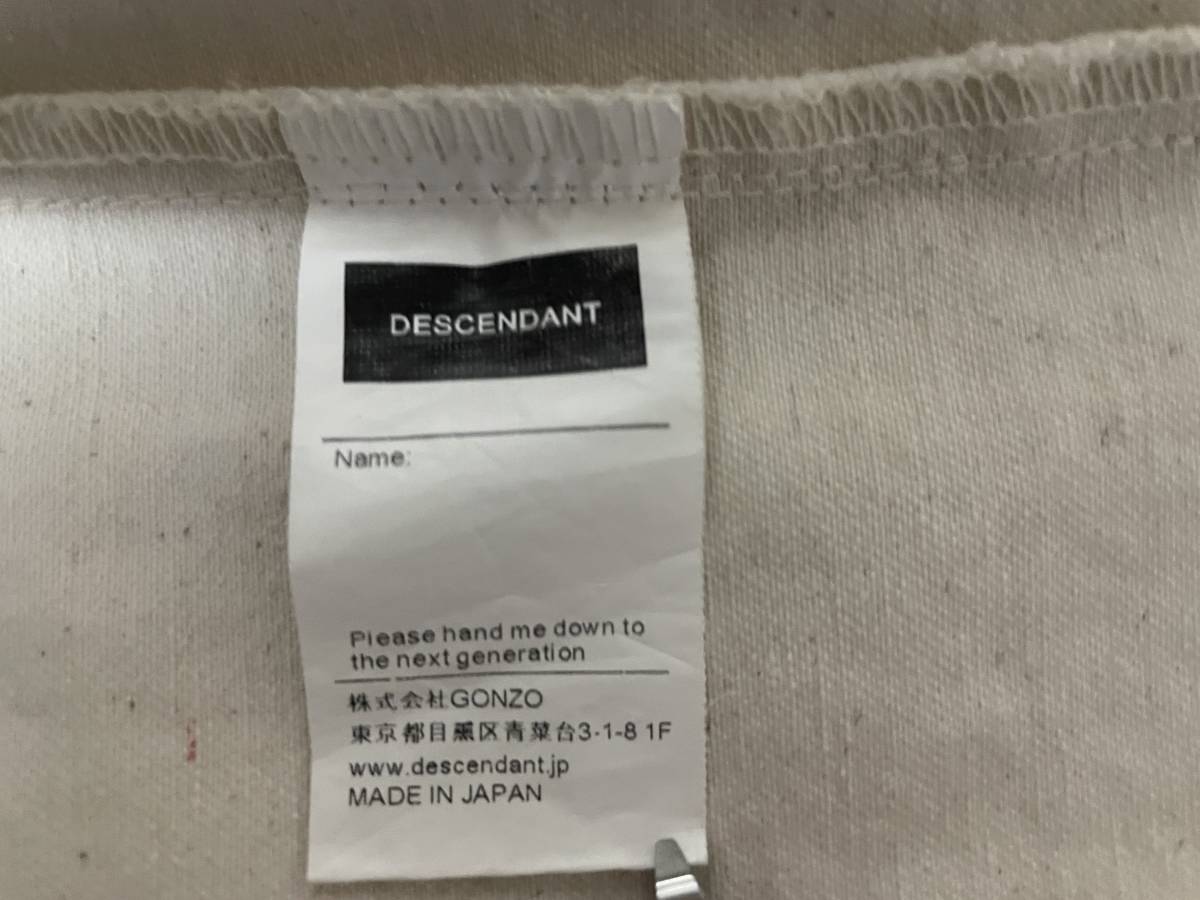 DESCENDANT
Name:
Please hand me down to
the next generation
株式会社GONZO
東京都目黒区青葉台3-1-8 1F
www.descendant.jp
MADE IN JAPAN